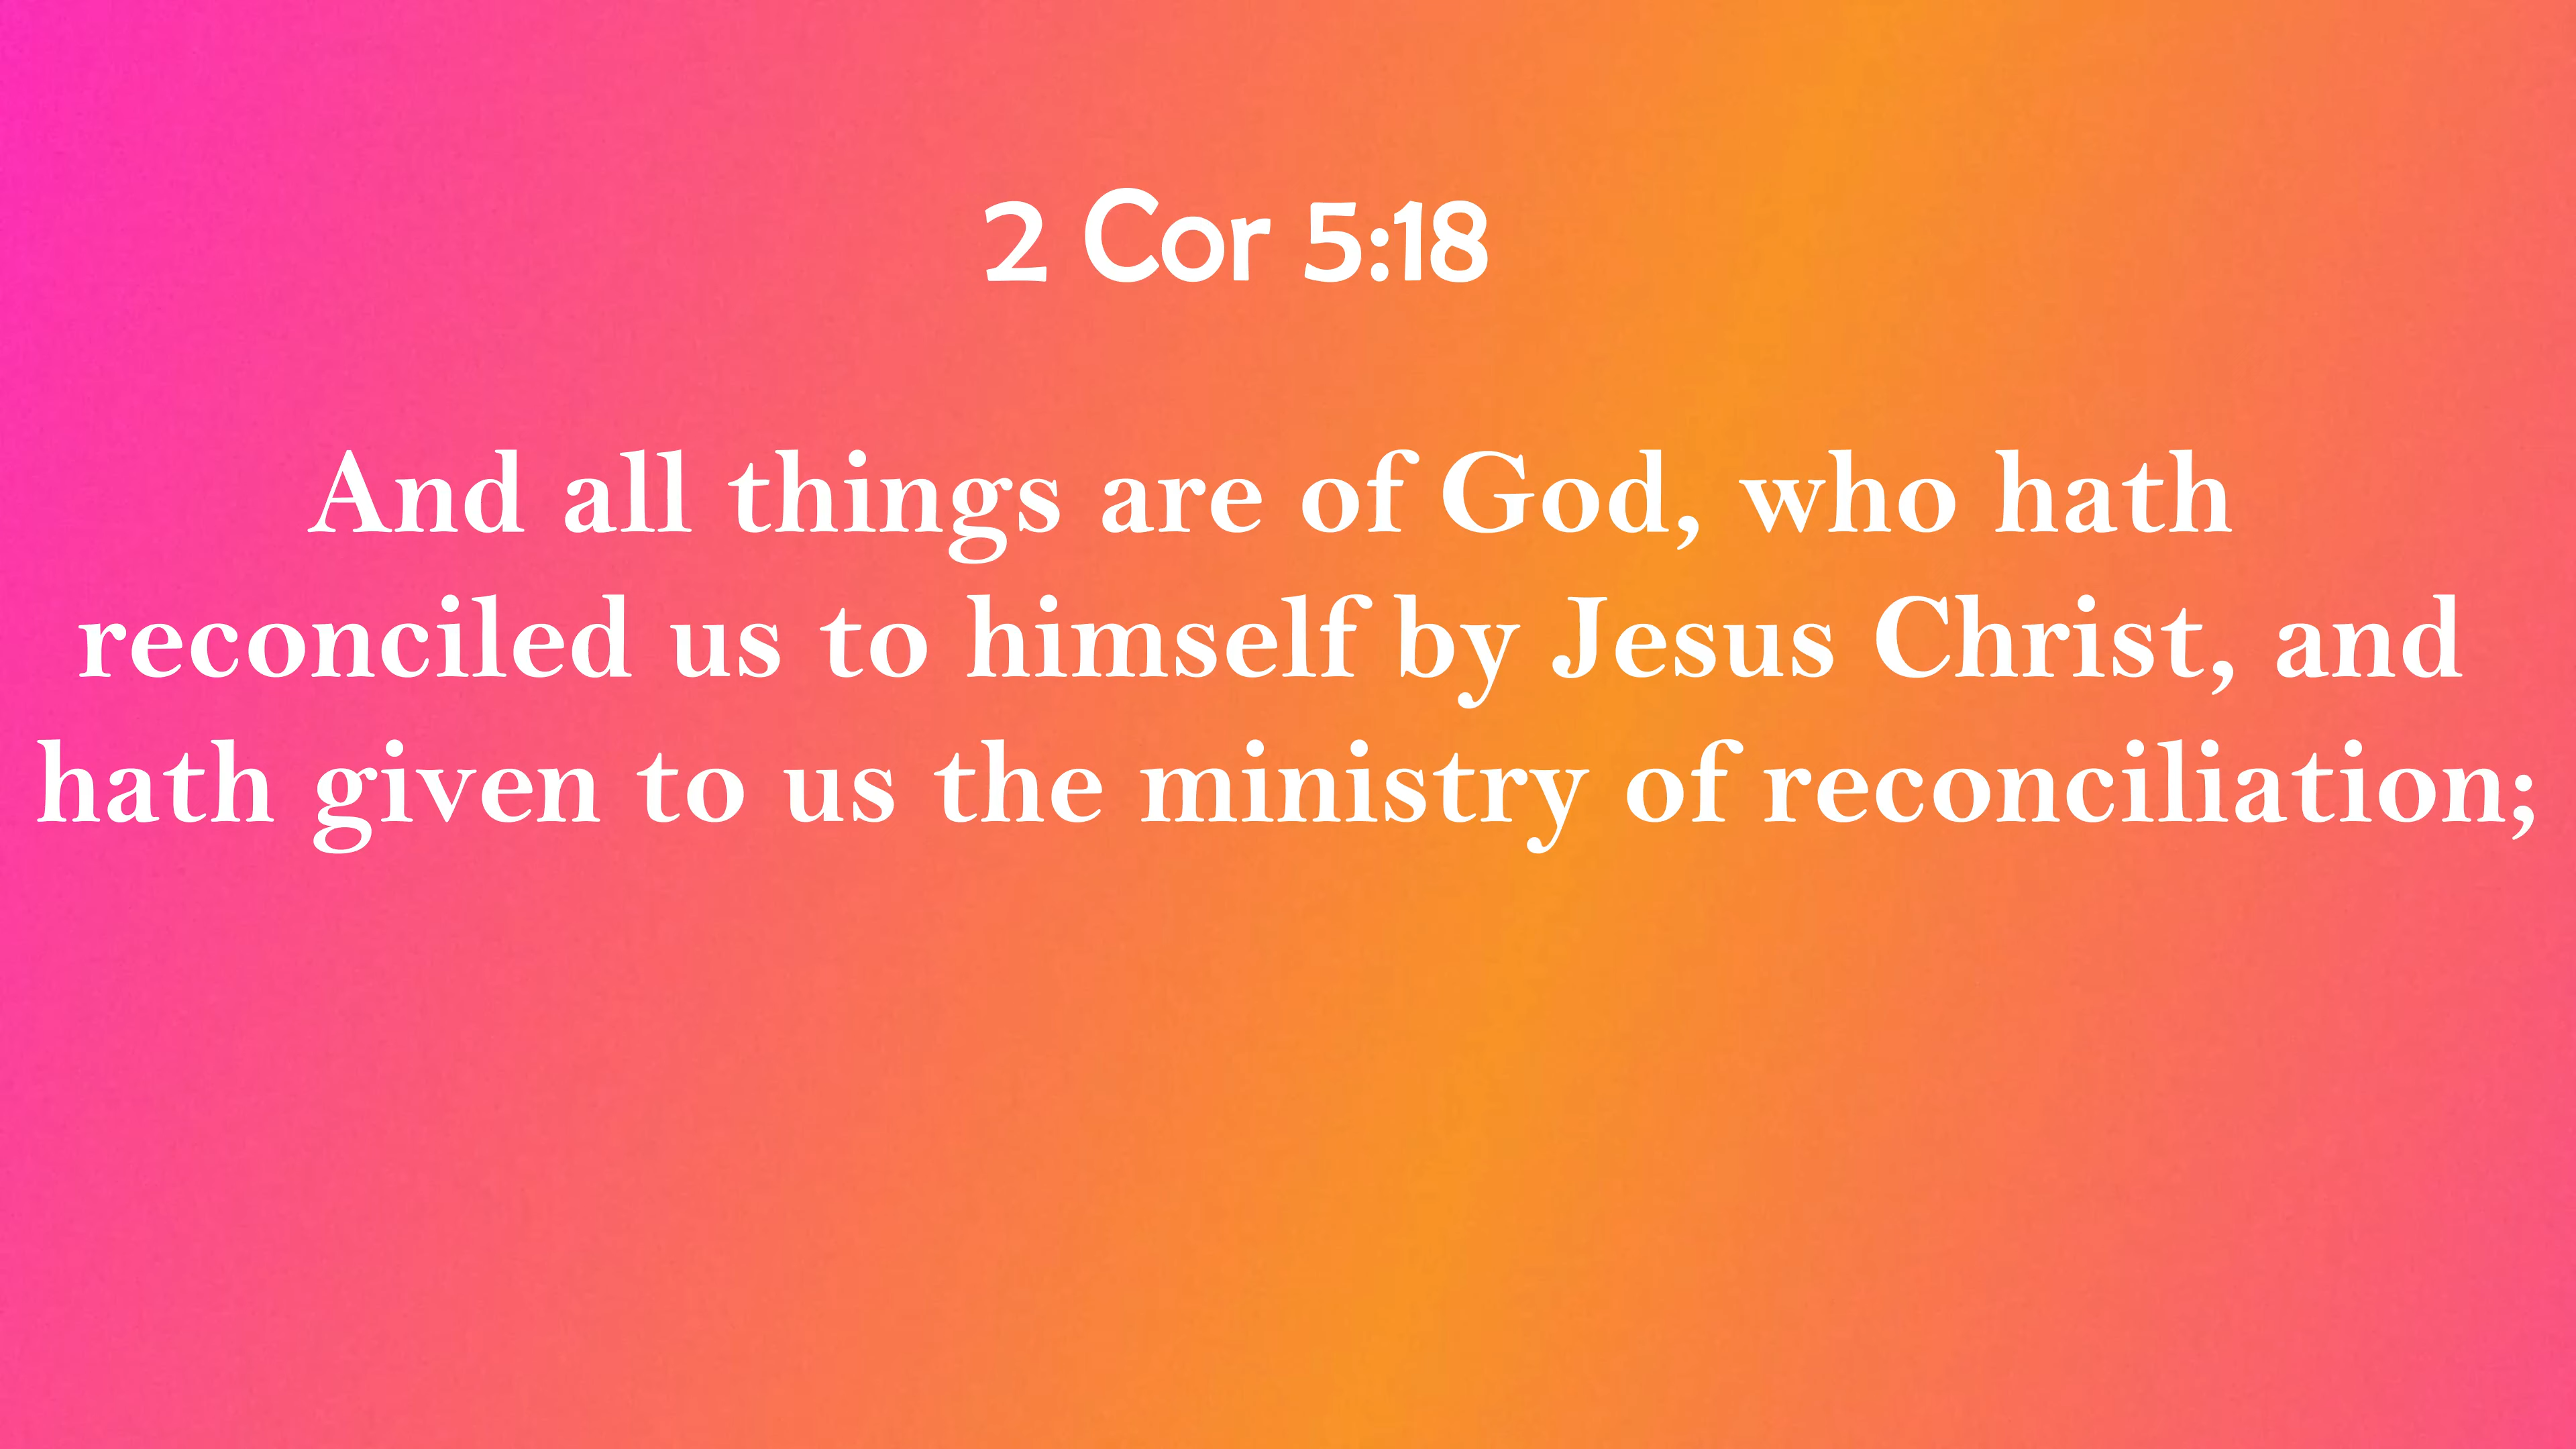 2 Cor 5:18
And all things are of God, who hath
reconciled us to himself by Jesus Christ, and
hath given to us the ministry of reconciliation;